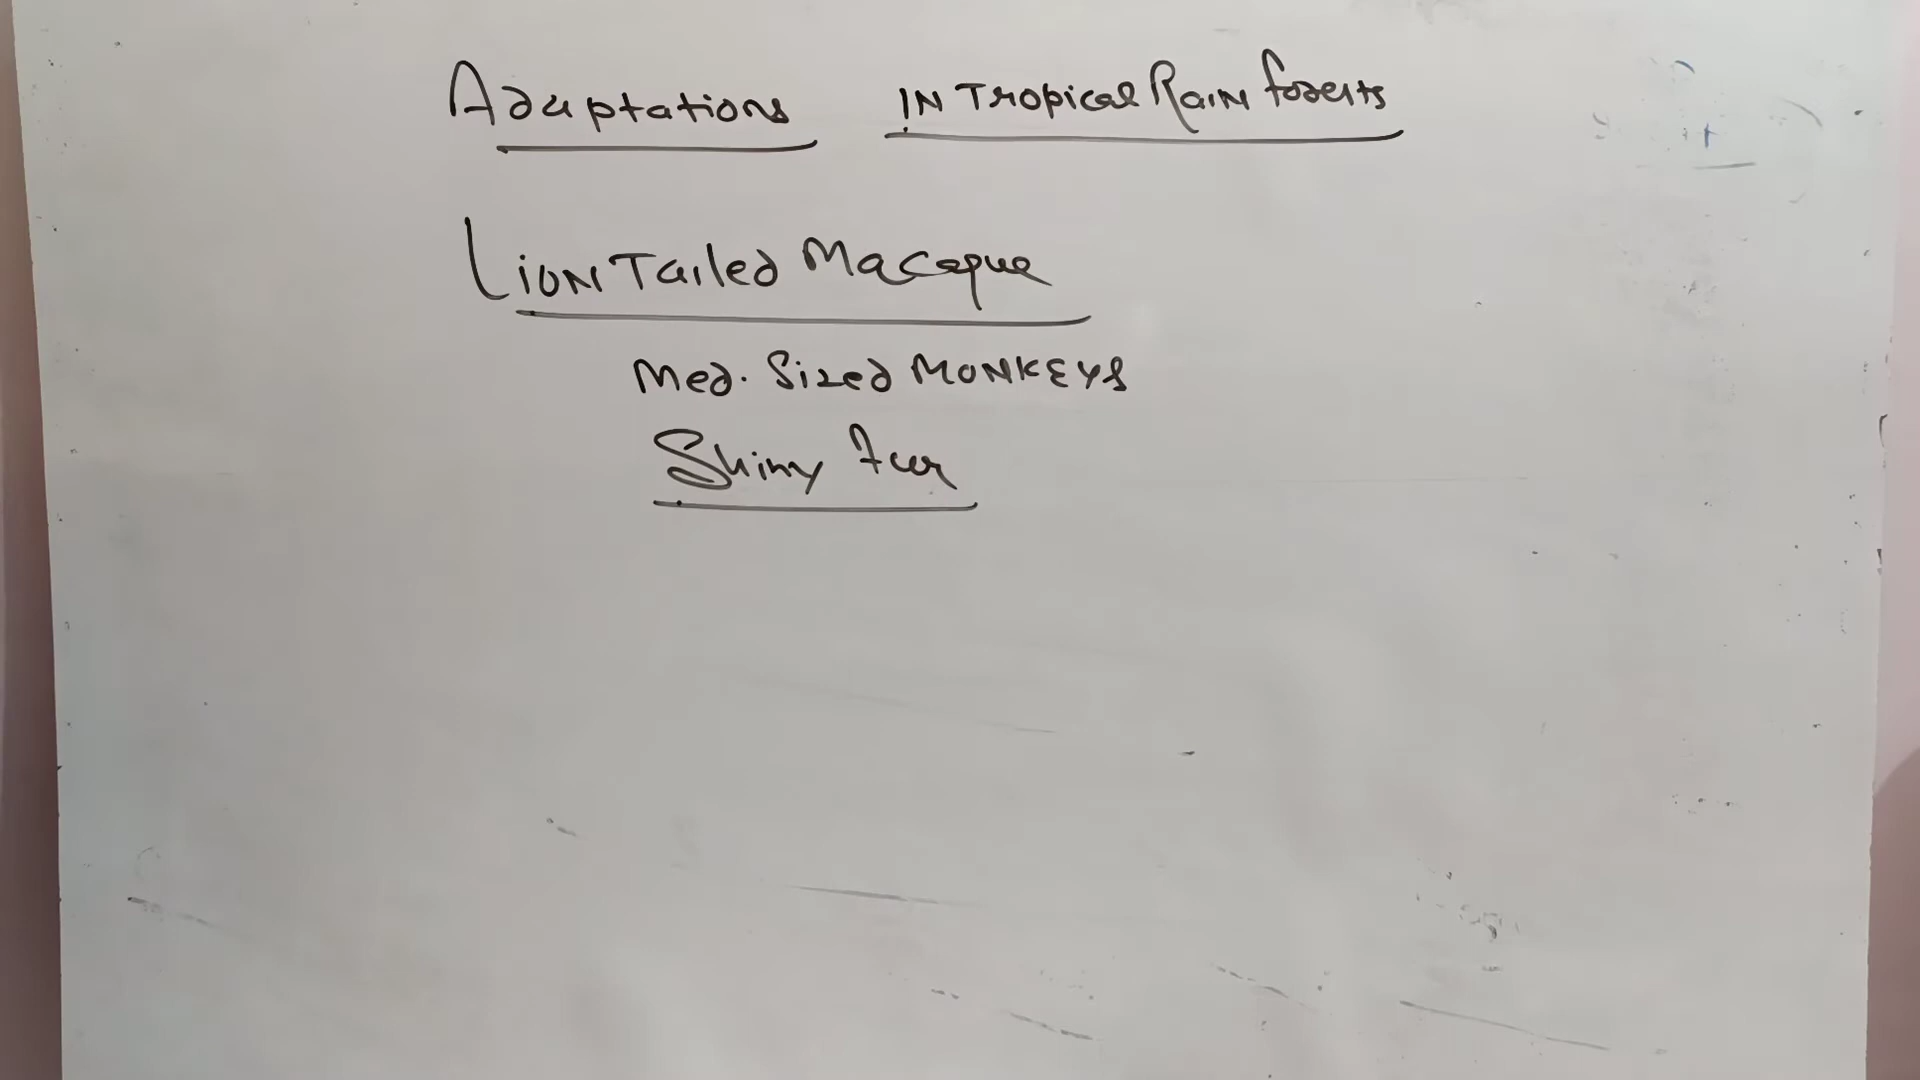 Adaptations IN Tropical Rain forests
Lion Tailed Macaque
Med. Sized MONKEYS
Shiny fur